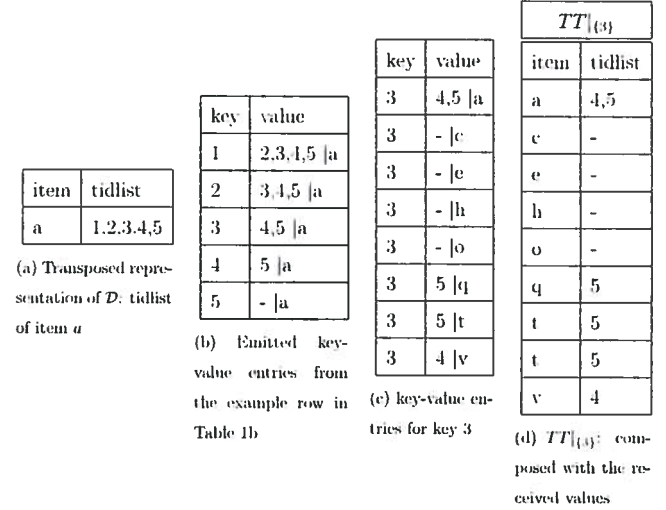 item tidlist
a 1,2,3,4,5
(a) Transposed repre-
sentation of D: tidlist
of item a
key value
1 2,3,4,5 |a
2 3,4,5 |a
3 4,5 |a
4 5 |a
5 - |a
(b) Emitted key-
value entries from
the example row in
Table 1b
key value
3 4,5 |a
3 - |c
3 - |e
3 - |h
3 - |o
3 5 |q
3 5 |t
3 4 |v
(c) key-value en-
tries for key 3
TT|{3}
item tidlist
a 4,5
c -
e -
h -
o -
q 5
t 5
t 5
v 4
(d) TT|{3}: com-
posed with the re-
ceived values